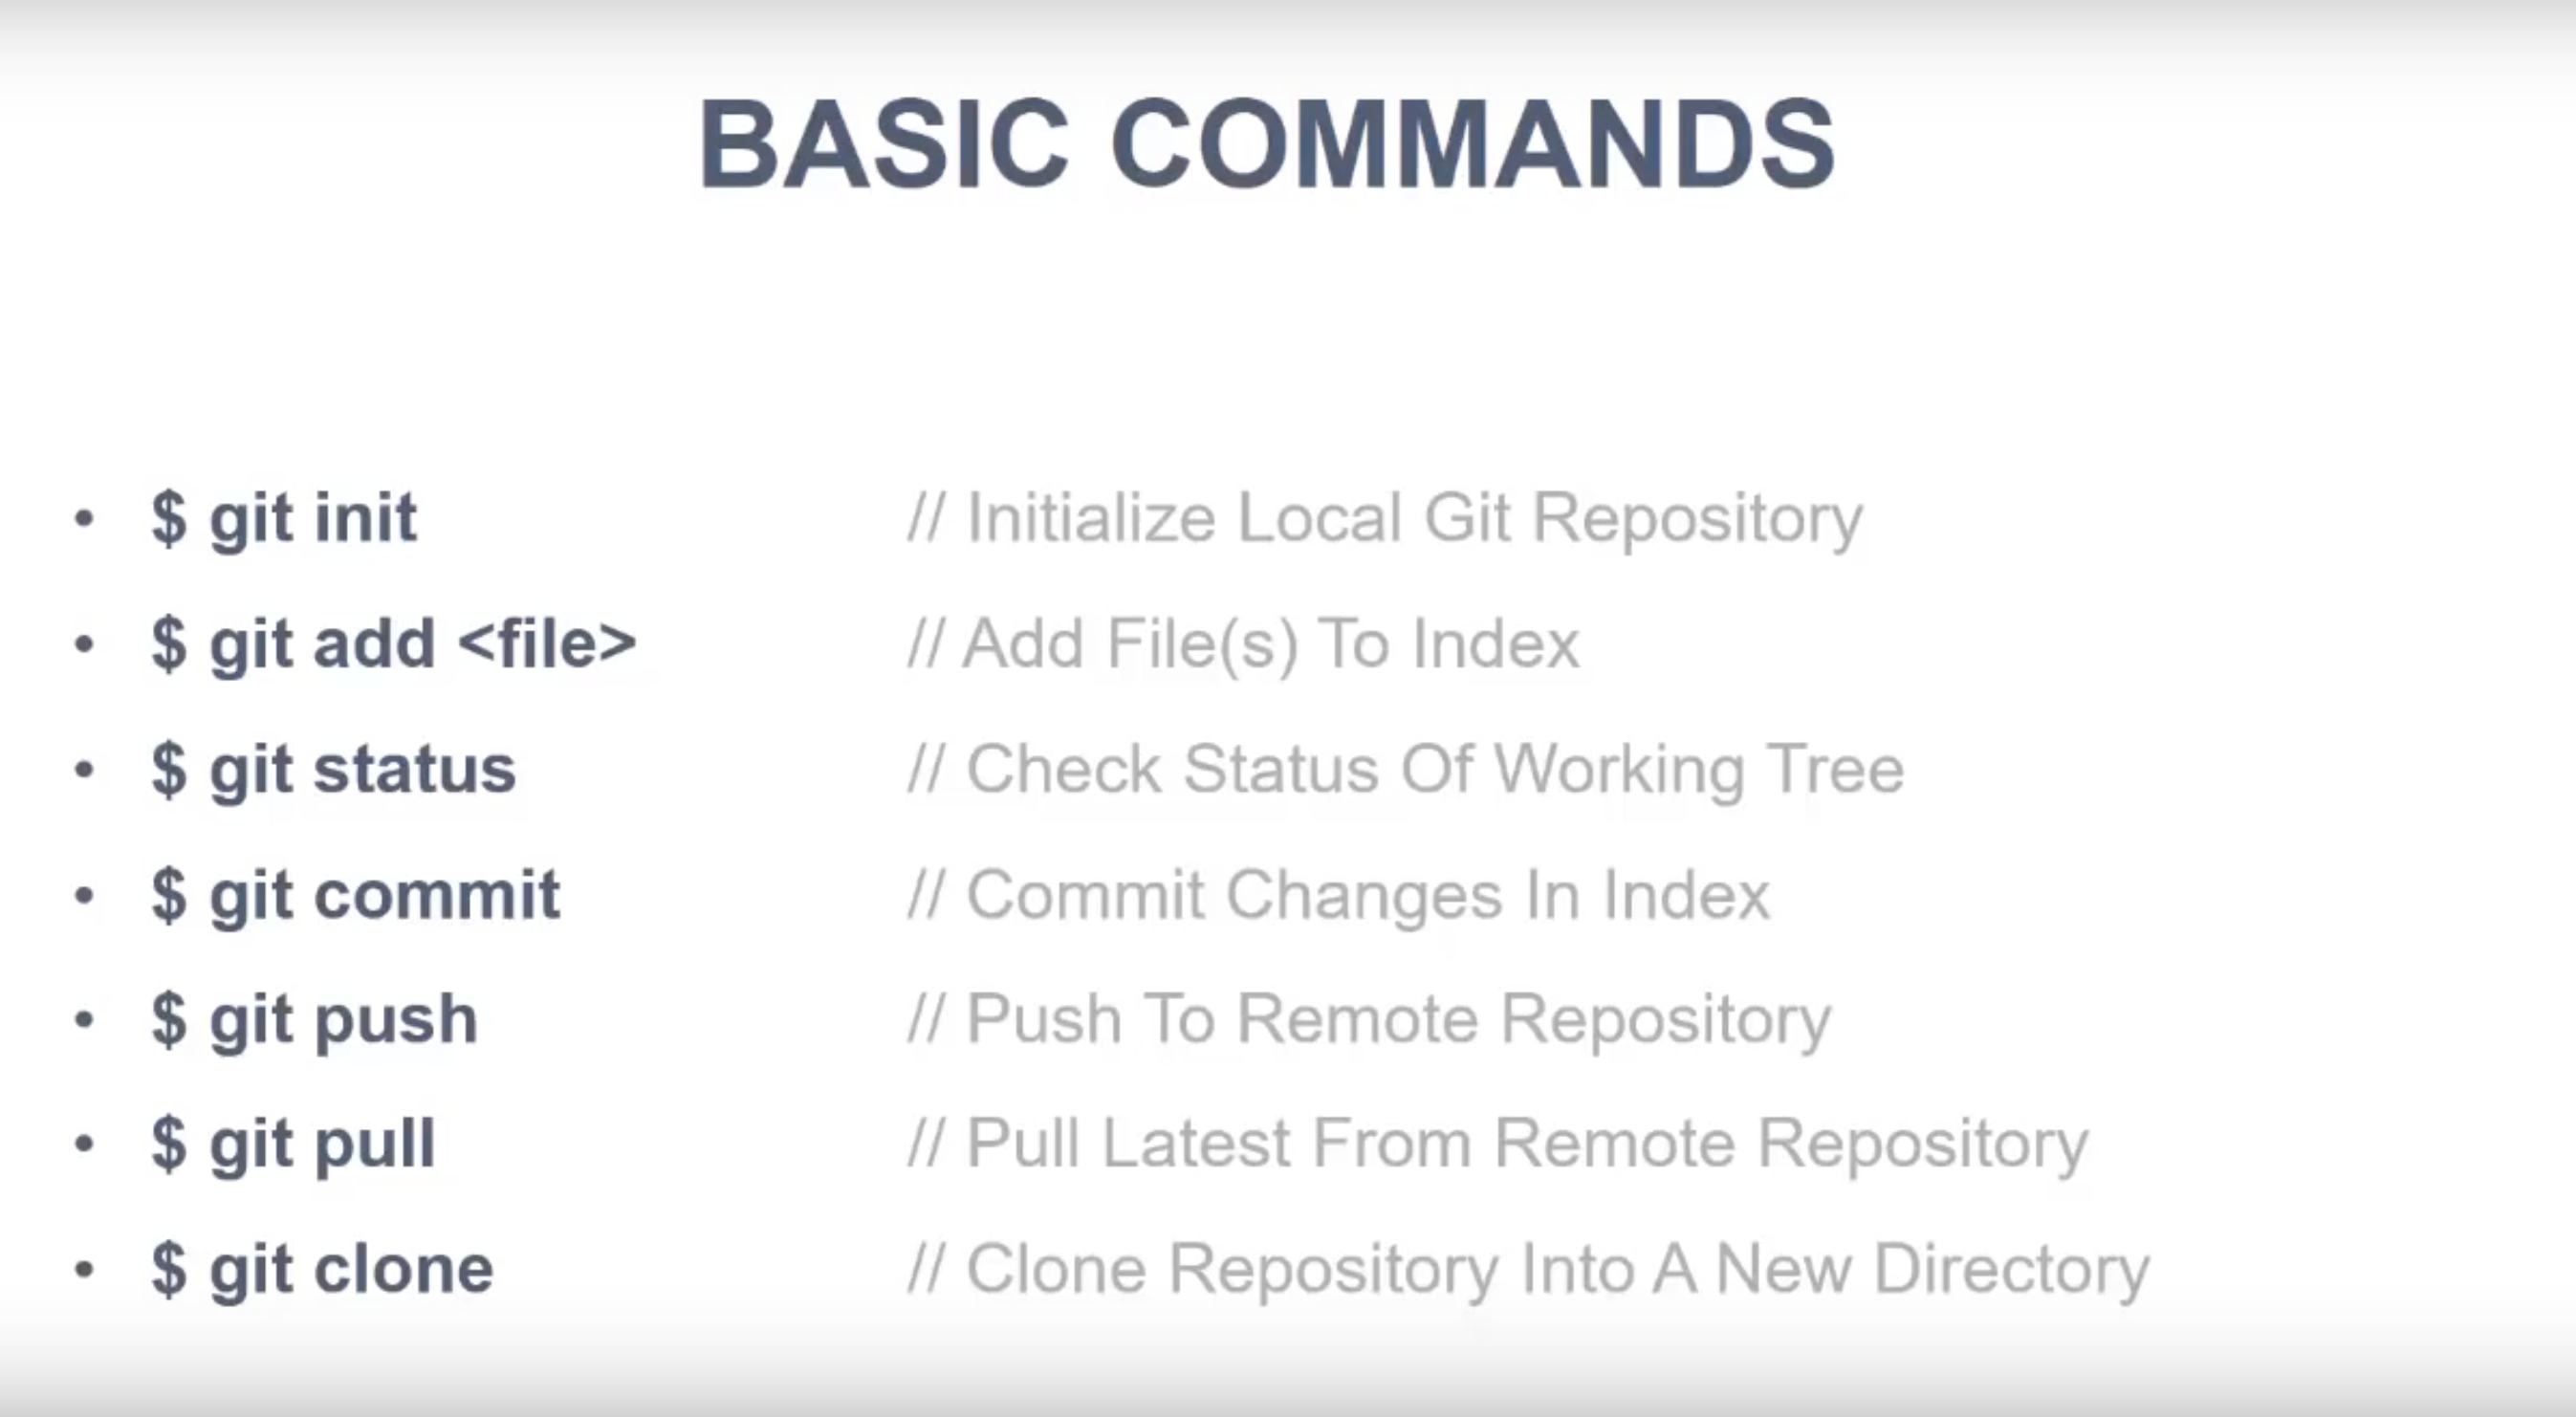 BASIC COMMANDS
• $ git init // Initialize Local Git Repository
• $ git add <file> // Add File(s) To Index
• $ git status // Check Status Of Working Tree
• $ git commit // Commit Changes In Index
• $ git push // Push To Remote Repository
• $ git pull // Pull Latest From Remote Repository
• $ git clone // Clone Repository Into A New Directory